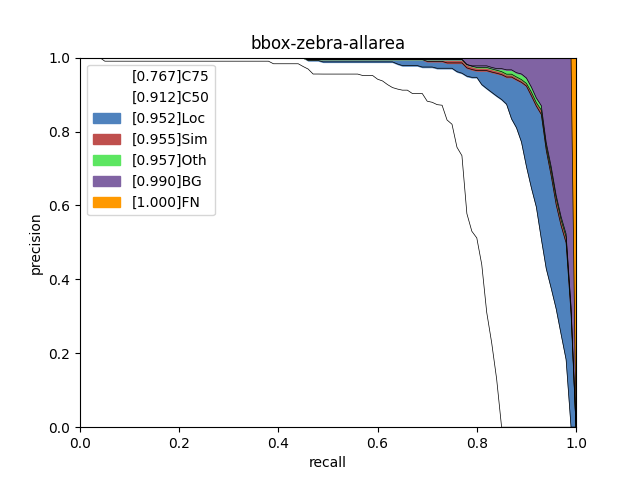 bbox-zebra-allarea
1.0
0.8
0.6
0.4
0.2
0.0
precision
[0.767]C75
[0.912]C50
[0.952]Loc
[0.955]Sim
[0.957]Oth
[0.990]BG
[1.000]FN
0.0 0.2 0.4 0.6 0.8 1.0
recall